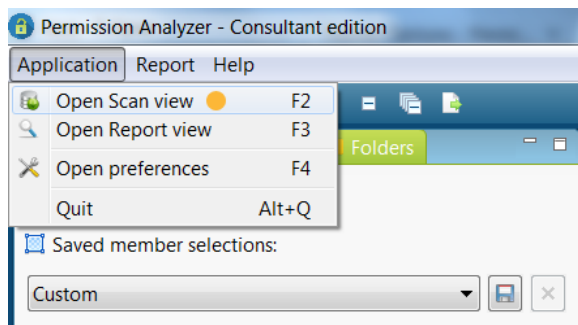 Permission Analyzer - Consultant edition
Application Report Help
Open Scan view F2
Open Report view F3
Folders
Open preferences F4
Quit Alt+Q
Saved member selections:
Custom